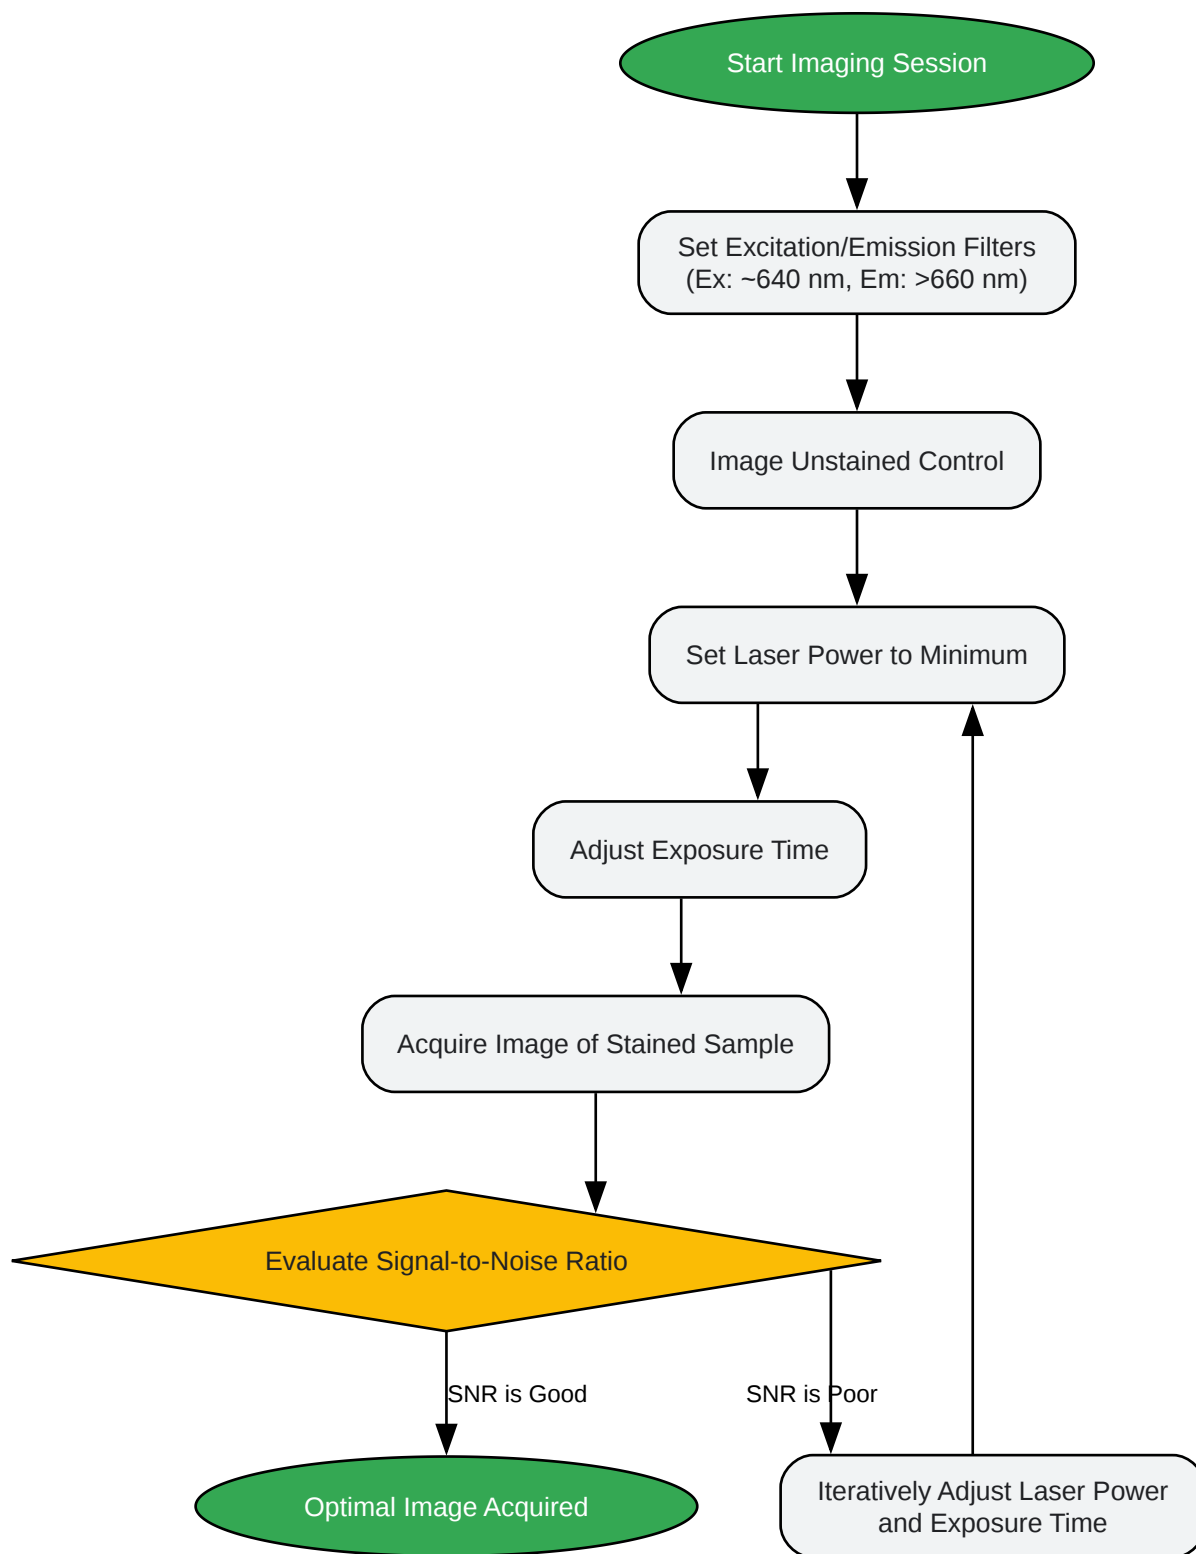 Start Imaging Session
Set Excitation/Emission Filters
(Ex: ~640 nm, Em: >660 nm)
Image Unstained Control
Set Laser Power to Minimum
Adjust Exposure Time
Acquire Image of Stained Sample
Evaluate Signal-to-Noise Ratio
SNR is Good
SNR is Poor
Optimal Image Acquired
Iteratively Adjust Laser Power
and Exposure Time